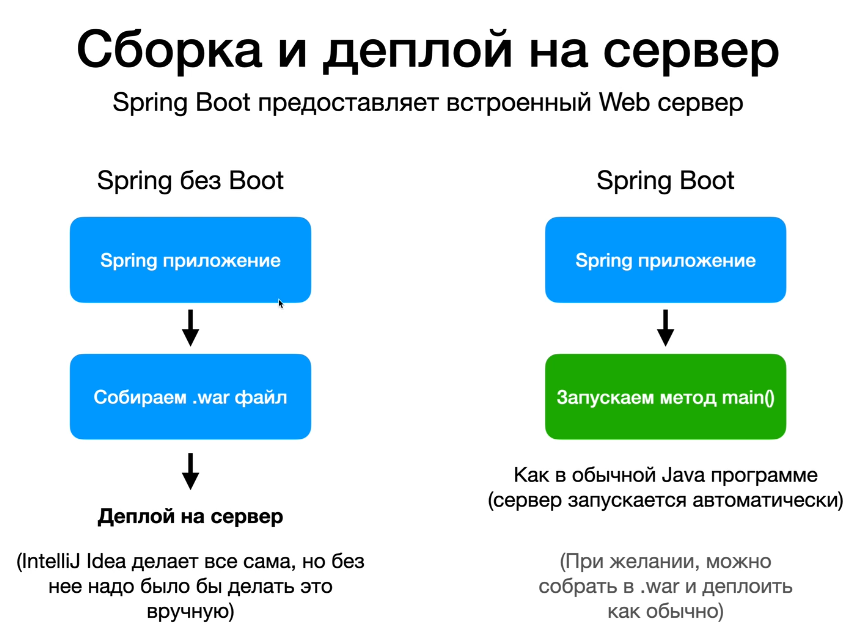 Сборка и деплой на сервер
Spring Boot предоставляет встроенный Web сервер
Spring без Boot
Spring приложение
Собираем .war файл
Деплой на сервер
(IntelliJ Idea делает все сама, но без
нее надо было бы делать это
вручную)
Spring Boot
Spring приложение
Запускаем метод main()
Как в обычной Java программе
(сервер запускается автоматически)
(При желании, можно
собрать в .war и деплоить
как обычно)